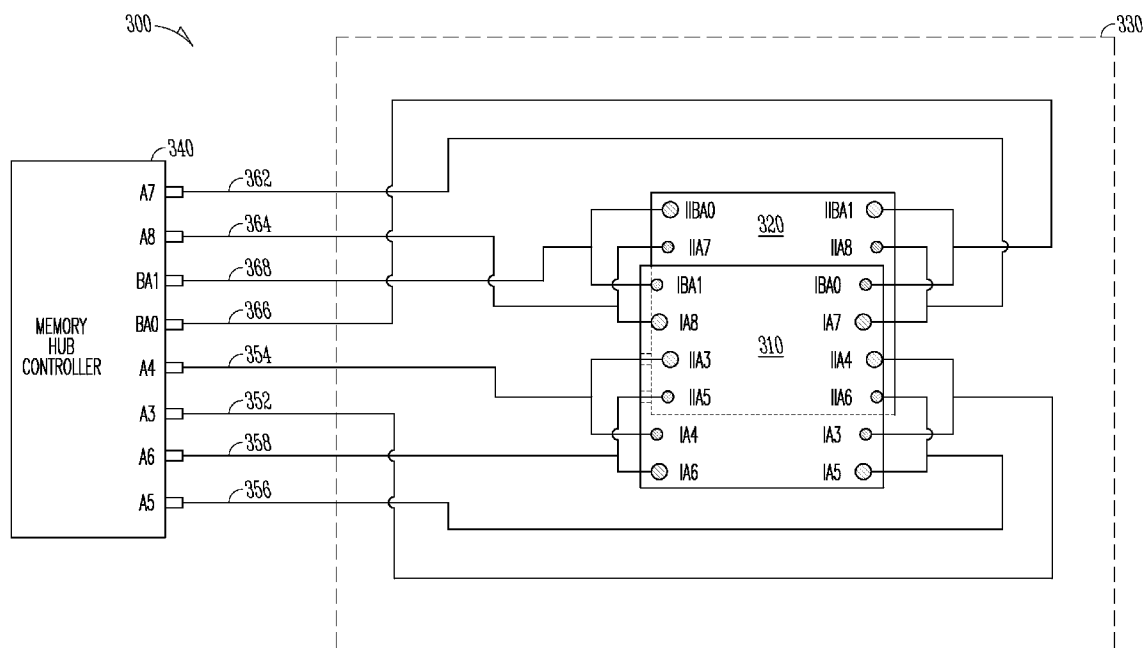 300
330
340
A7
362
A8
364
BA1
368
BA0
366
MEMORY
HUB
CONTROLLER
A4
354
A3
352
A6
358
A5
356
IIBA0
IIBA1
320
IIA7
IIA8
IBA1
IBA0
IA8
IA7
310
IIA3
IIA4
IIA5
IIA6
IA4
IA3
IA6
IA5